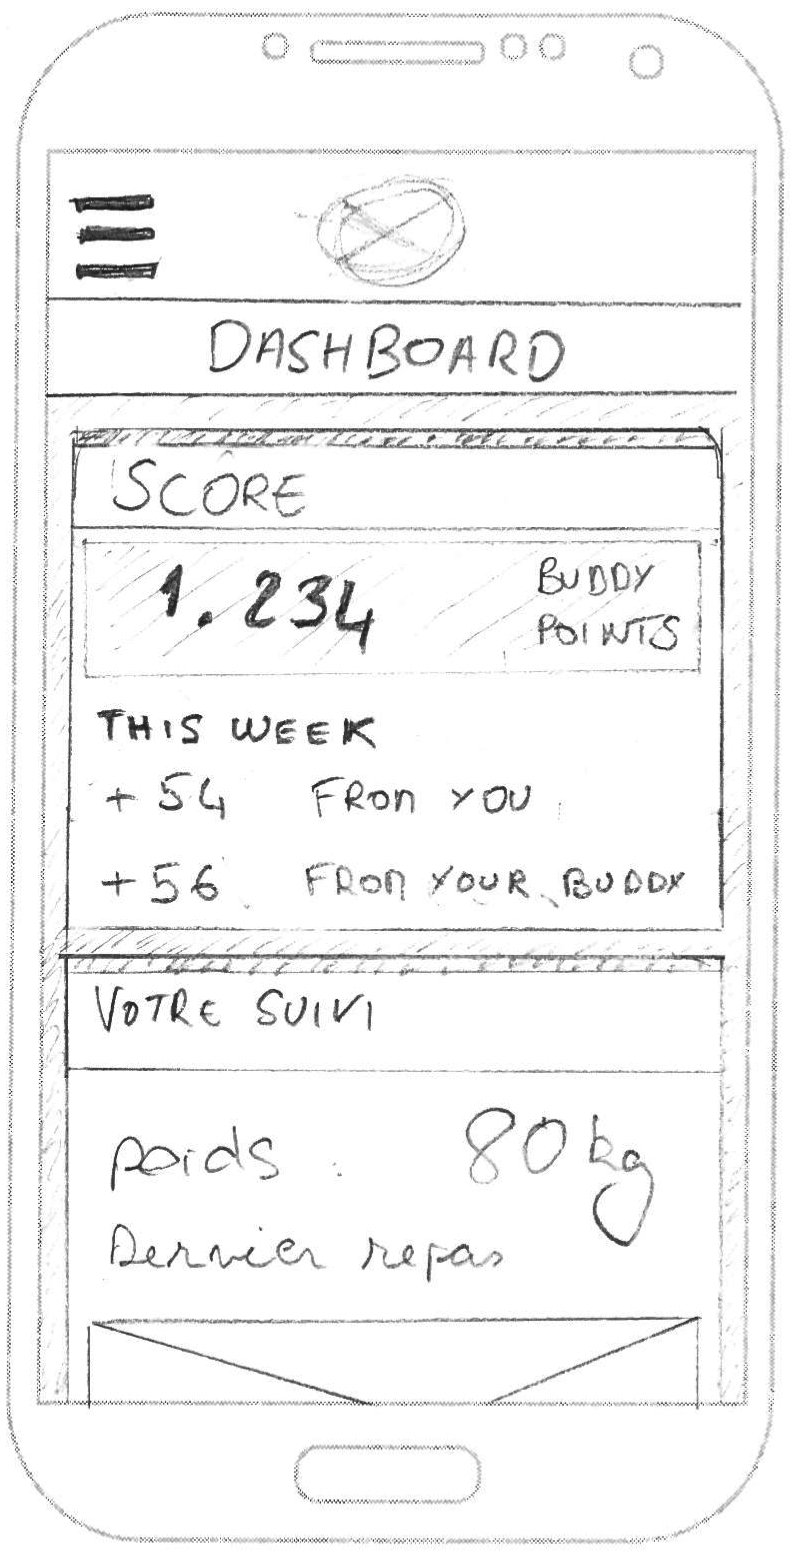 DASHBOARD
SCORE
1.234 BUDDY POINTS
THIS WEEK
+54 FROM YOU
+56 FROM YOUR BUDDY
VOTRE SUIVI
poids : 80 kg
Dernier repas